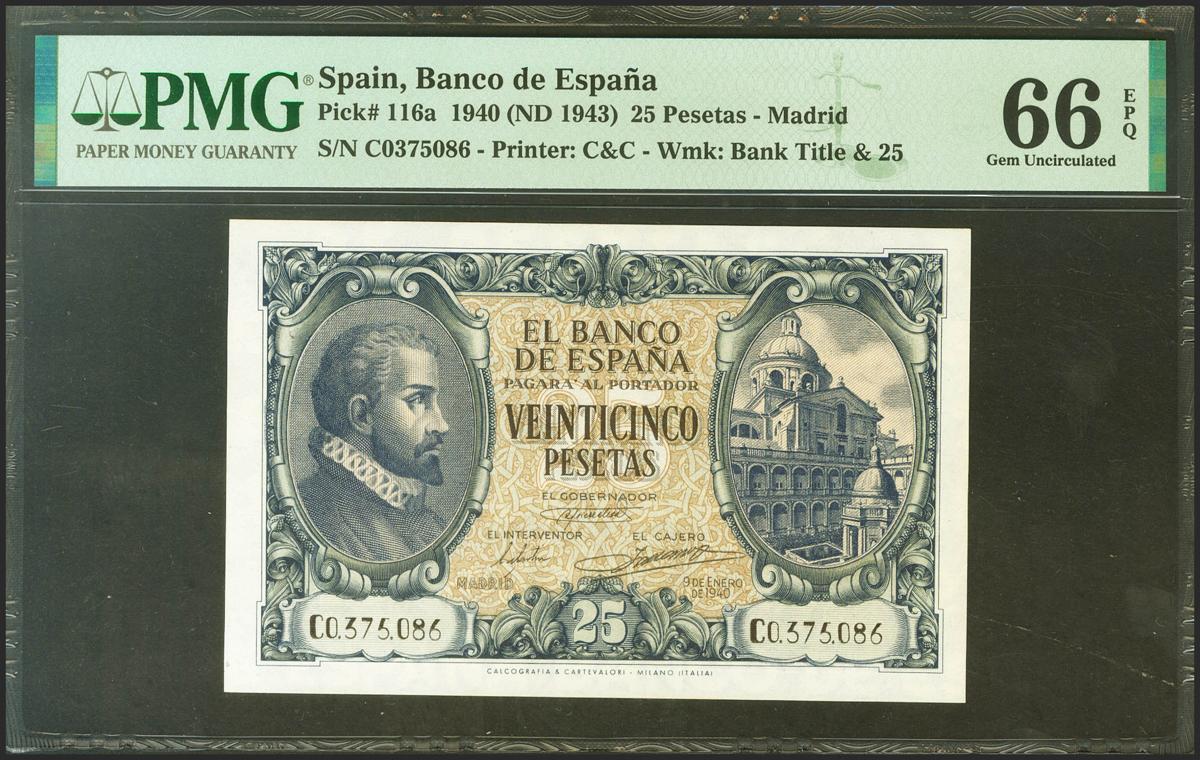 PMG®
PAPER MONEY GUARANTY
Spain, Banco de España
Pick# 116a 1940 (ND 1943) 25 Pesetas - Madrid
S/N C0375086 - Printer: C&C - Wmk: Bank Title & 25
66
EPQ
Gem Uncirculated
EL BANCO
DE ESPAÑA
PAGARA AL PORTADOR
25
VEINTICINCO
PESETAS
EL GOBERNADOR
EL INTERVENTOR
EL CAJERO
MADRID
9 DE ENERO
DE 1940
C0.375.086
25
C0.375.086
CALCOGRAFIA & CARTEVALORI - MILANO (ITALIA)